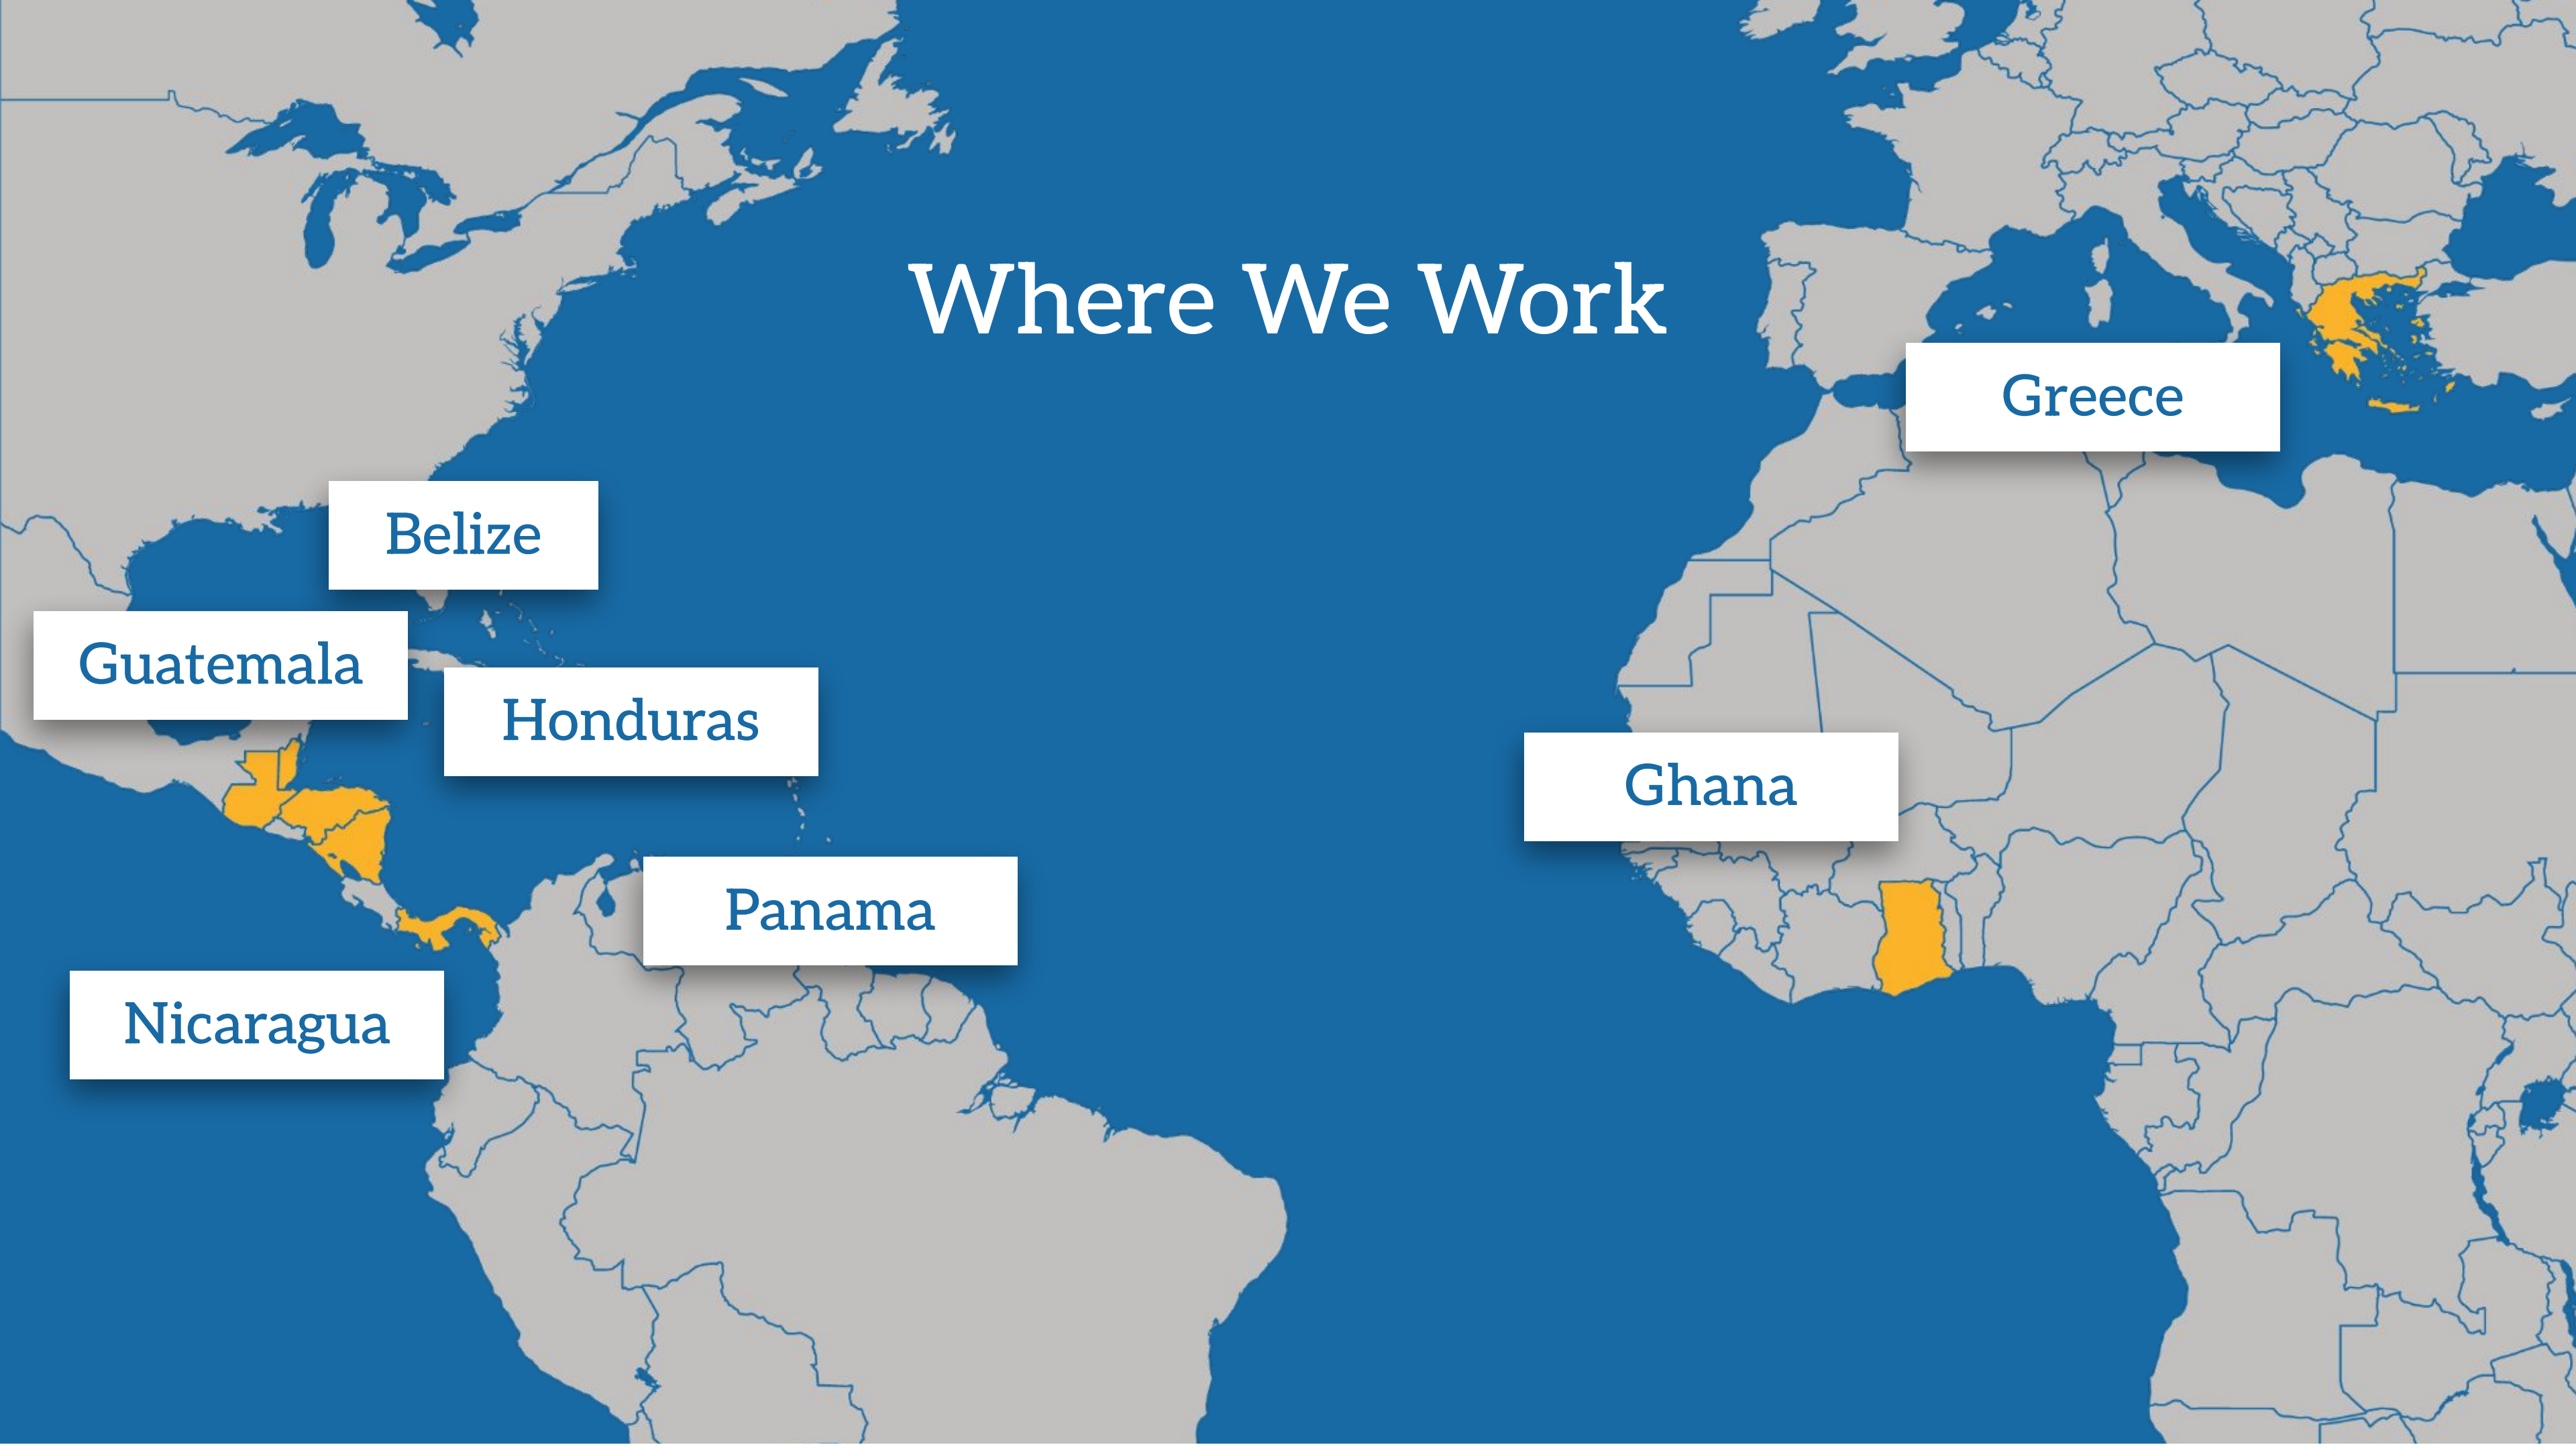 Where We Work
Greece
Belize
Guatemala
Honduras
Ghana
Panama
Nicaragua